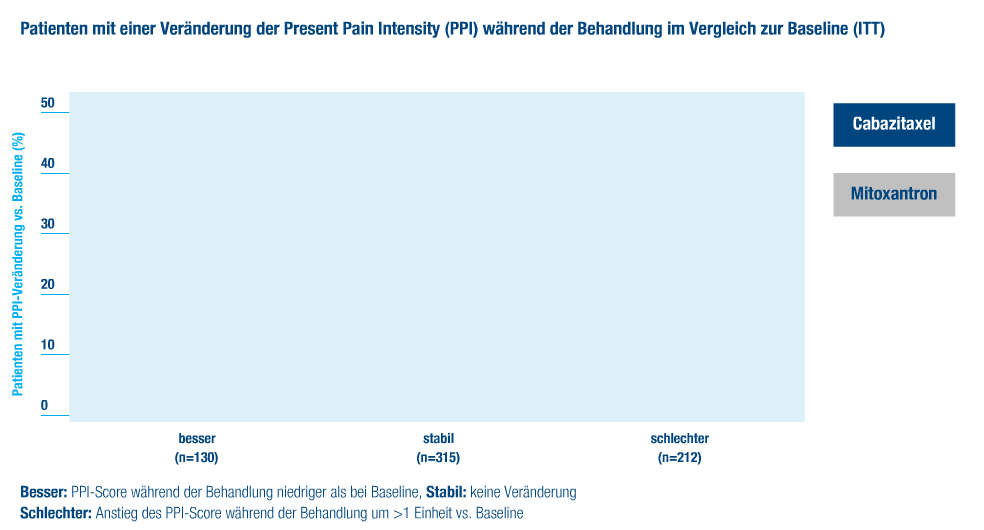 Patienten mit einer Veränderung der Present Pain Intensity (PPI) während der Behandlung im Vergleich zur Baseline (ITT)
Patienten mit PPI-Veränderung vs. Baseline (%)
50
40
30
20
10
0
besser
(n=130)
stabil
(n=315)
schlechter
(n=212)
Cabazitaxel
Mitoxantron
Besser: PPI-Score während der Behandlung niedriger als bei Baseline, Stabil: keine Veränderung
Schlechter: Anstieg des PPI-Score während der Behandlung um >1 Einheit vs. Baseline